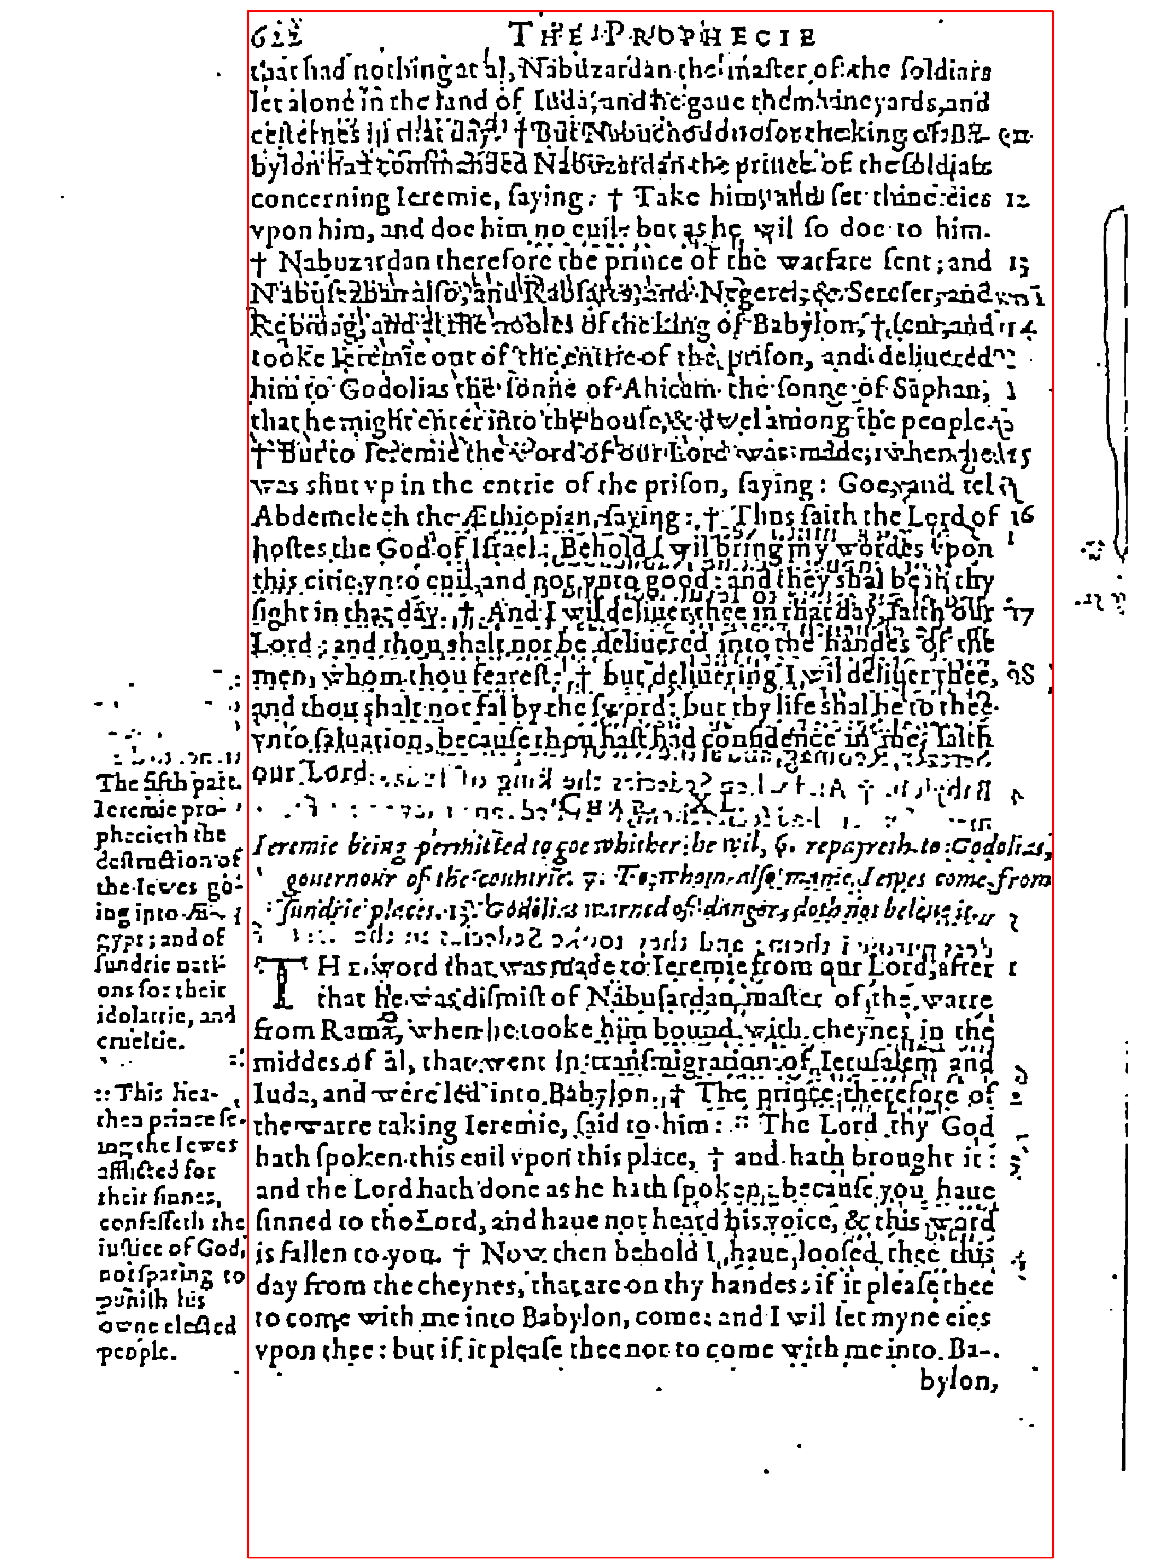 622 THE PROPHECIE
that had nothing at al, Nabuzardan the maſter of the ſoldiars
let alone in the land of Iuda, and he gaue them vineyards, and
ceſternes in that day. † But Nabuchodonoſor the king of Ba-
bylon had commanded Nabuzardan the prince of the ſoldiars
concerning Ieremie, ſaying: † Take him, and ſet thine eies 12
vpon him, and doe him no euil: but as he wil ſo doe to him.
† Nabuzardan therefore the prince of the warfare ſent; and 13
Nabuſezban alſo, and Rabſares, and Neregel, & Sereſer, and
Rebmag, and al the nobles of the king of Babylon, † ſent, and 14
tooke Ieremie out of the entrie of the priſon, and deliuered
him to Godolias the ſonne of Ahicam the ſonne of Saphan,
that he might enter into the houſe, & dwel among the people.
† But to Ieremie the word of our Lord was made, when he 15
was ſhut vp in the entrie of the priſon, ſaying: Goe, and tel
Abdemelech the Æthiopian, ſaying: † Thus ſaith the Lord of 16
hoſtes the God of Iſrael: Behold I wil bring my wordes vpon
this citie vnto euil, and not vnto good: and they ſhal be in thy
ſight in that day. † And I wil deliuer thee in that day, ſaith our 17
Lord: and thou ſhalt not be deliuered into the handes of the
men, whom thou feareſt: † but deliuering I wil deliuer thee, 18
and thou ſhalt not fal by the ſword: but thy life ſhal be to thee
vnto ſaluation, becauſe thou haſt had confidence in me, ſaith
our Lord.
CHAP. XL.
Ieremie being permitted to goe whither he wil, 6. repayreth to Godolias,
gouernour of the countrie. 7. To whom alſo manie Iewes come from
ſundrie places. 13. Godolias warned of danger, doth not beleue it.
THE word that was made to Ieremie from our Lord, after 1
that he was diſmiſt of Nabuſardan maſter of the warre
from Rama, when he tooke him bound with cheynes in the
middes of al, that went in tranſmigration of Ieruſalem and
Iuda, and were led into Babylon. † The prince therefore of 2
the warre taking Ieremie, ſaid to him: :: The Lord thy God
hath ſpoken this euil vpon this place, † and hath brought it: 3
and the Lord hath done as he hath ſpoken, becauſe you haue
ſinned to the Lord, and haue not heard his voice, & this word
is fallen to you. † Now then behold I haue looſed thee this 4
day from the cheynes, that are on thy handes: if it pleaſe thee
to come with me into Babylon, come: and I wil ſet myne eies
vpon thee: but if it pleaſe thee not to come with me into Ba-
bylon,
The fifth part.
Ieremie pro-
phecieth the
deſtruction of
the Iewes go-
ing into Æ-
gypt; and of
ſundrie nati-
ons for their
idolatrie, and
crueltie.
:: This hea-
then prince ſe-
ing the Iewes
afflicted for
their ſinnes,
confeſſeth the
iuſtice of God,
not ſparing to
puniſh his
owne elected
people.